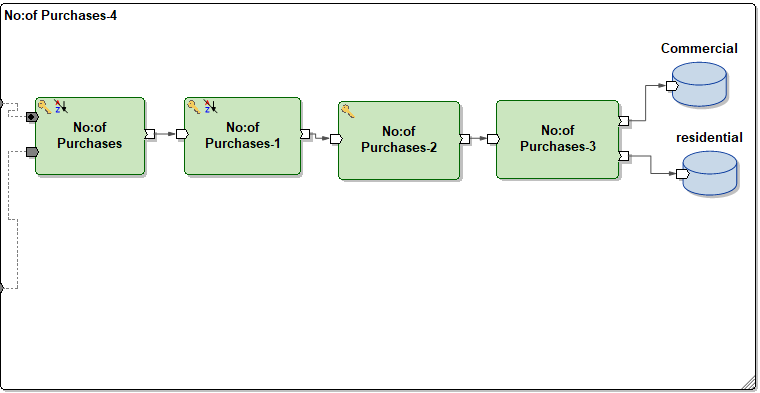 No:of Purchases-4
Commercial
No:of
Purchases
No:of
Purchases-1
No:of
Purchases-2
No:of
Purchases-3
residential